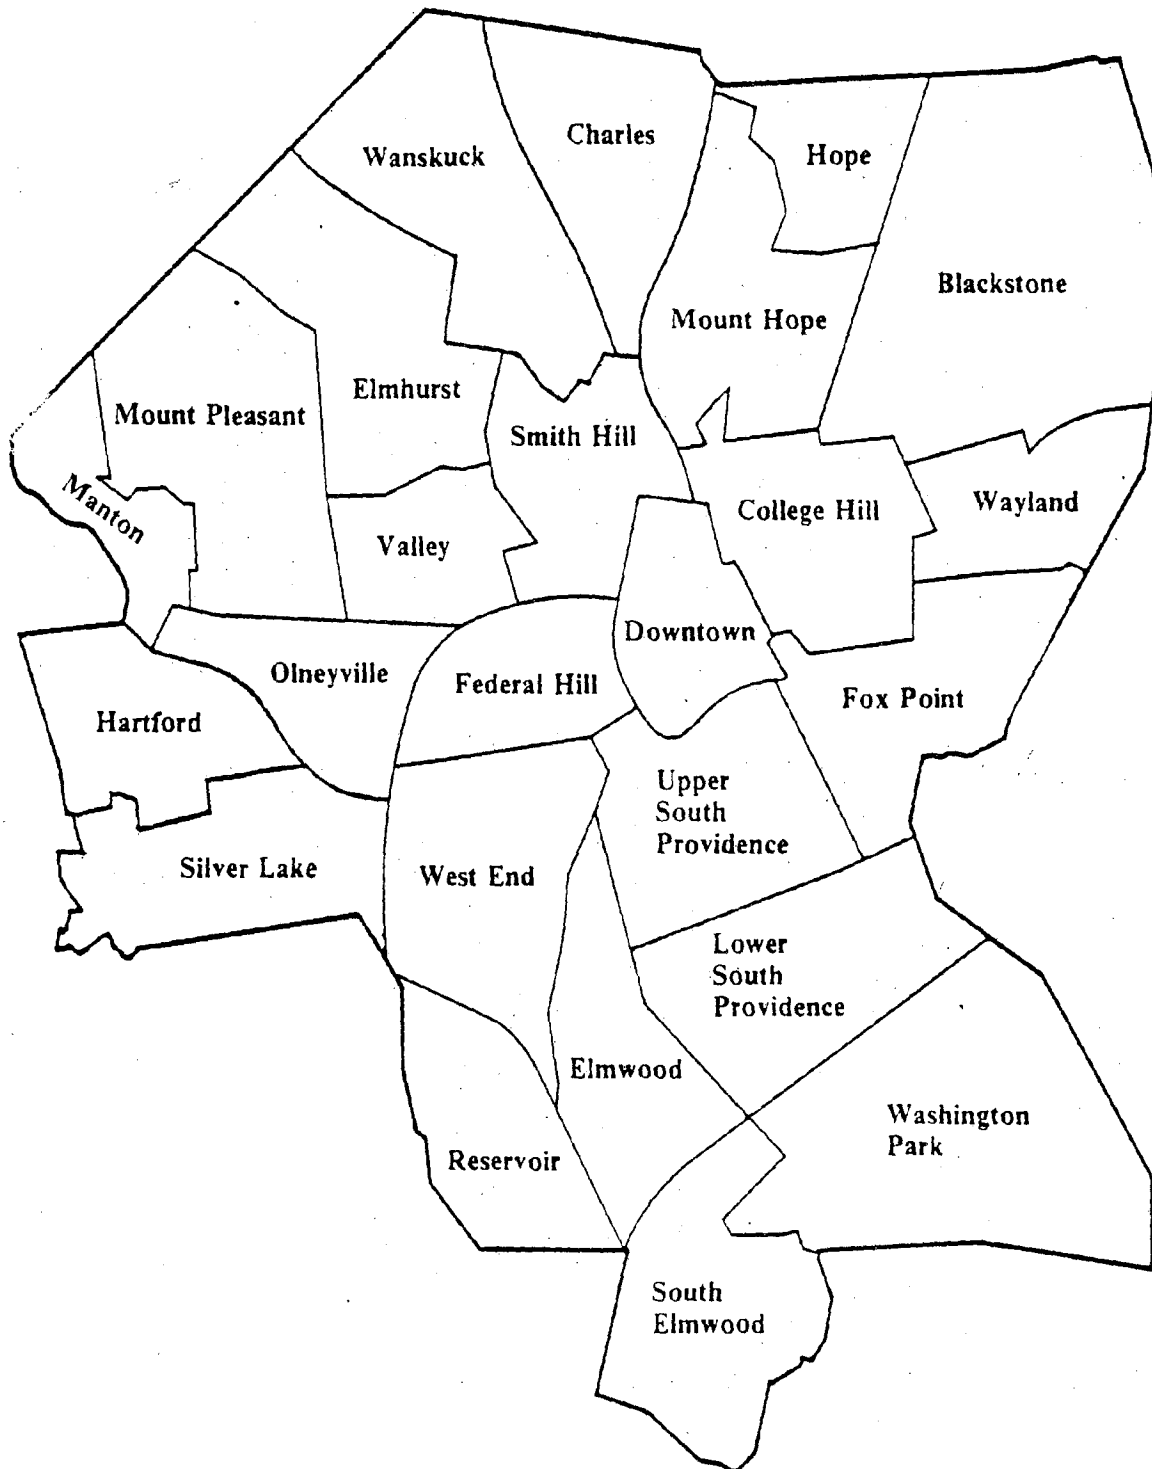 Charles
Wanskuck
Hope
Blackstone
Mount Hope
Elmhurst
Mount Pleasant
Smith Hill
Manton
College Hill
Wayland
Valley
Downtown
Olneyville
Federal Hill
Fox Point
Hartford
Upper
South
Providence
Silver Lake
West End
Lower
South
Providence
Elmwood
Washington
Park
Reservoir
South
Elmwood